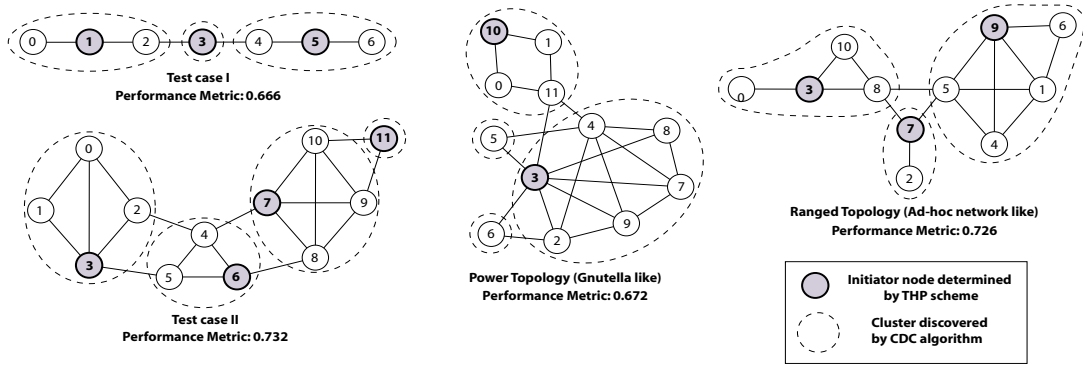 0 1 2 3 4 5 6
Test case I
Performance Metric: 0.666
0
1 2
3
4
5 6
10 11
7 9
8
Test case II
Performance Metric: 0.732
10 1
0 11
5 4 8
3 7
6 2 9
Power Topology (Gnutella like)
Performance Metric: 0.672
9 6
10
0 3 8 5 1
7 4
2
Ranged Topology (Ad-hoc network like)
Performance Metric: 0.726
Initiator node determined
by THP scheme
Cluster discovered
by CDC algorithm